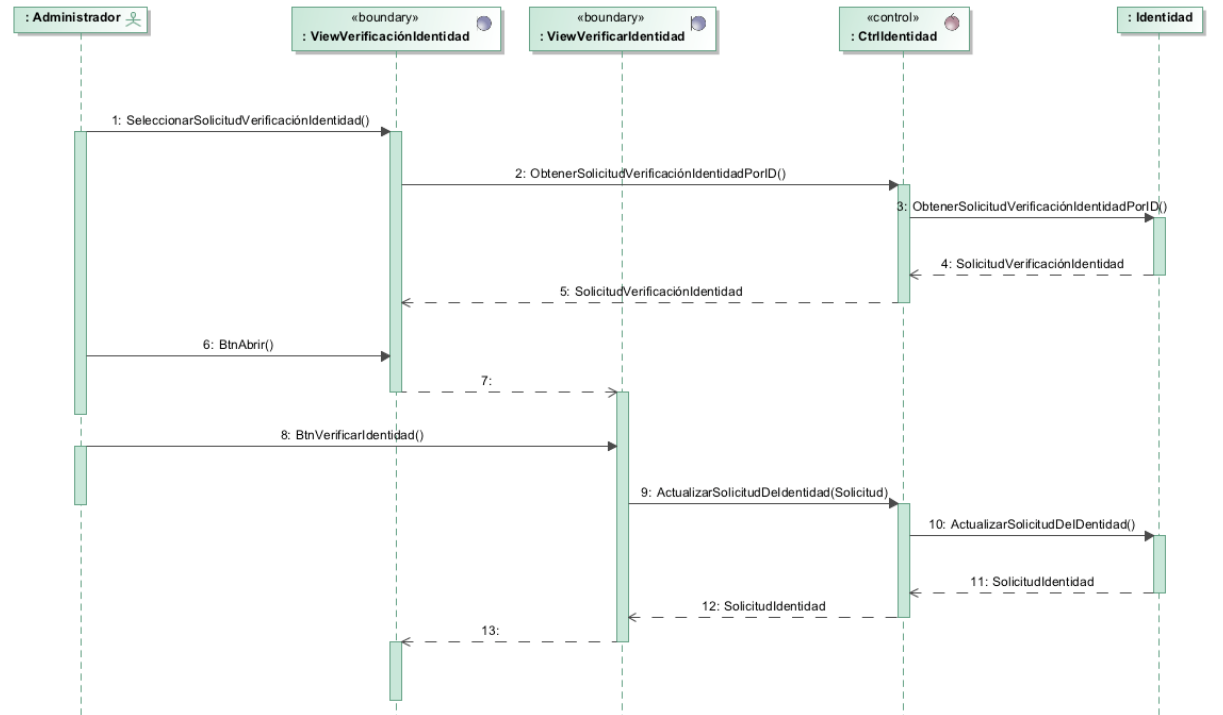 : Administrador
«boundary»
: ViewVerificaciónIdentidad
«boundary»
: ViewVerificarIdentidad
«control»
: CtrlIdentidad
: Identidad
1: SeleccionarSolicitudVerificaciónIdentidad()
2: ObtenerSolicitudVerificaciónIdentidadPorID()
3: ObtenerSolicitudVerificaciónIdentidadPorID()
4: SolicitudVerificaciónIdentidad
5: SolicitudVerificaciónIdentidad
6: BtnAbrir()
7:
8: BtnVerificarIdentidad()
9: ActualizarSolicitudDeIdentidad(Solicitud)
10: ActualizarSolicitudDeIDentidad()
11: SolicitudIdentidad
12: SolicitudIdentidad
13: